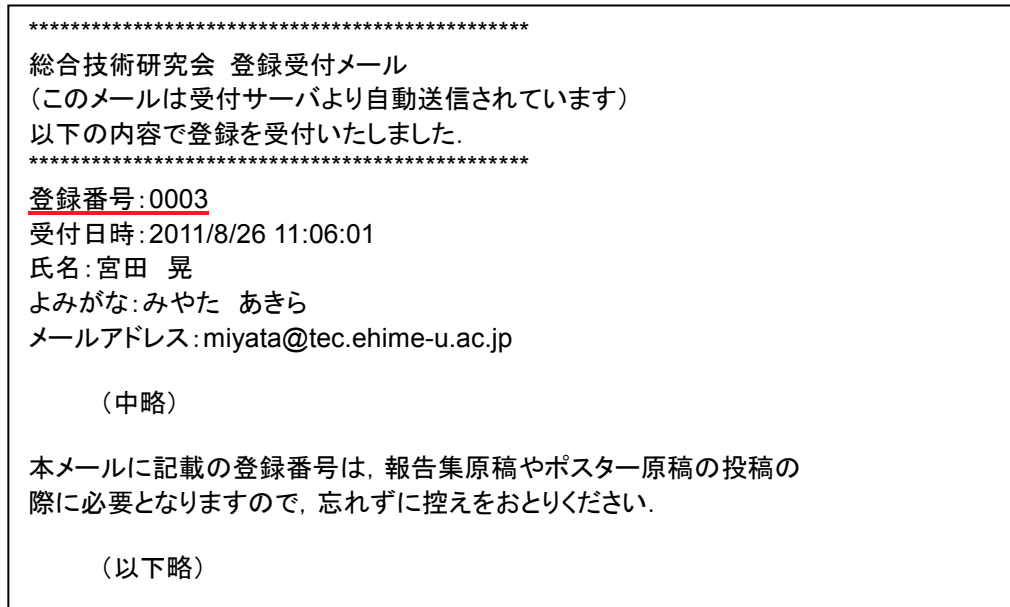 ************************************************
総合技術研究会 登録受付メール
（このメールは受付サーバより自動送信されています）
以下の内容で登録を受付いたしました.
************************************************
登録番号:0003
受付日時:2011/8/26 11:06:01
氏名:宮田　晃
よみがな:みやた　あきら
メールアドレス:miyata@tec.ehime-u.ac.jp
（中略）
本メールに記載の登録番号は, 報告集原稿やポスター原稿の投稿の
際に必要となりますので, 忘れずに控えをおとりください.
（以下略）